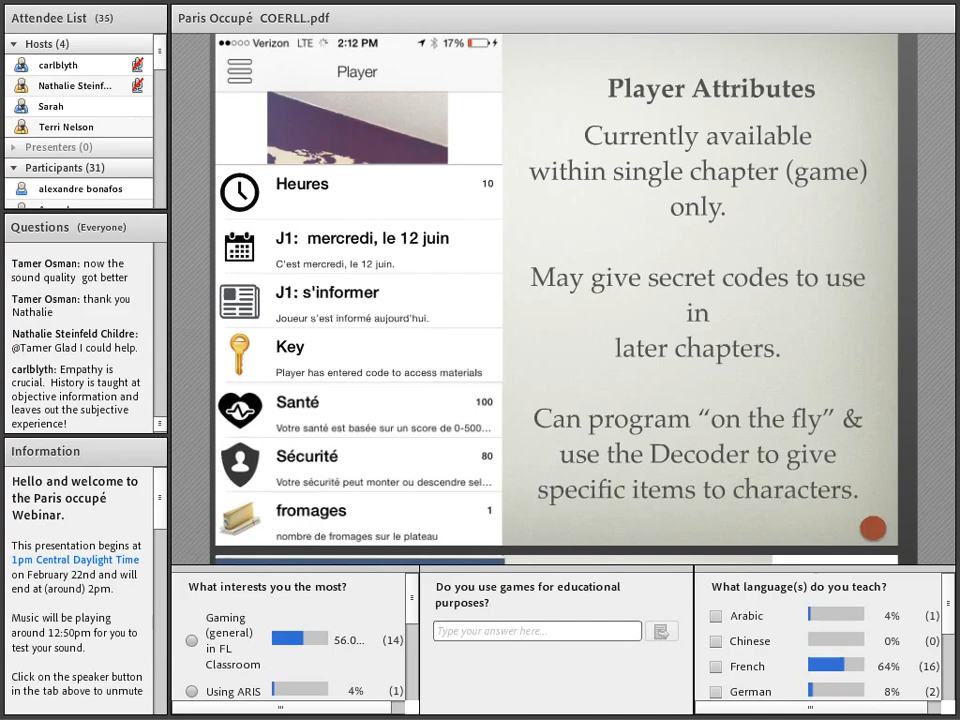 Attendee List (35)
Hosts (4)
carlblyth
Nathalie Steinf...
Sarah
Terri Nelson
Presenters (0)
Participants (31)
alexandre bonafos
Questions (Everyone)
Tamer Osman: now the
sound quality got better
Tamer Osman: thank you
Nathalie
Nathalie Steinfeld Childre:
@Tamer Glad I could help.
carlblyth: Empathy is
crucial. History is taught at
objective information and
leaves out the subjective
experience!
Information
Hello and welcome to
the Paris occupé
Webinar.
This presentation begins at
1pm Central Daylight Time
on February 22nd and will
end at (around) 2pm.
Music will be playing
around 12:50pm for you to
test your sound.
Click on the speaker button
in the tab above to unmute
Paris Occupé COERLL.pdf
Verizon LTE 2:12 PM 17%
Player
Heures 10
J1: mercredi, le 12 juin
C'est mercredi, le 12 juin.
J1: s'informer
Joueur s'est informé aujourd'hui.
Key
Player has entered code to access materials
Santé 100
Votre santé est basée sur un score de 0-500...
Sécurité 80
Votre sécurité peut monter ou descendre sel...
fromages 1
nombre de fromages sur le plateau
Player Attributes
Currently available
within single chapter (game)
only.
May give secret codes to use
in
later chapters.
Can program “on the fly” &
use the Decoder to give
specific items to characters.
What interests you the most?
Gaming
(general)
in FL
Classroom
56.0... (14)
Using ARIS 4% (1)
Do you use games for educational
purposes?
Type your answer here...
What language(s) do you teach?
Arabic 4% (1)
Chinese 0% (0)
French 64% (16)
German 8% (2)